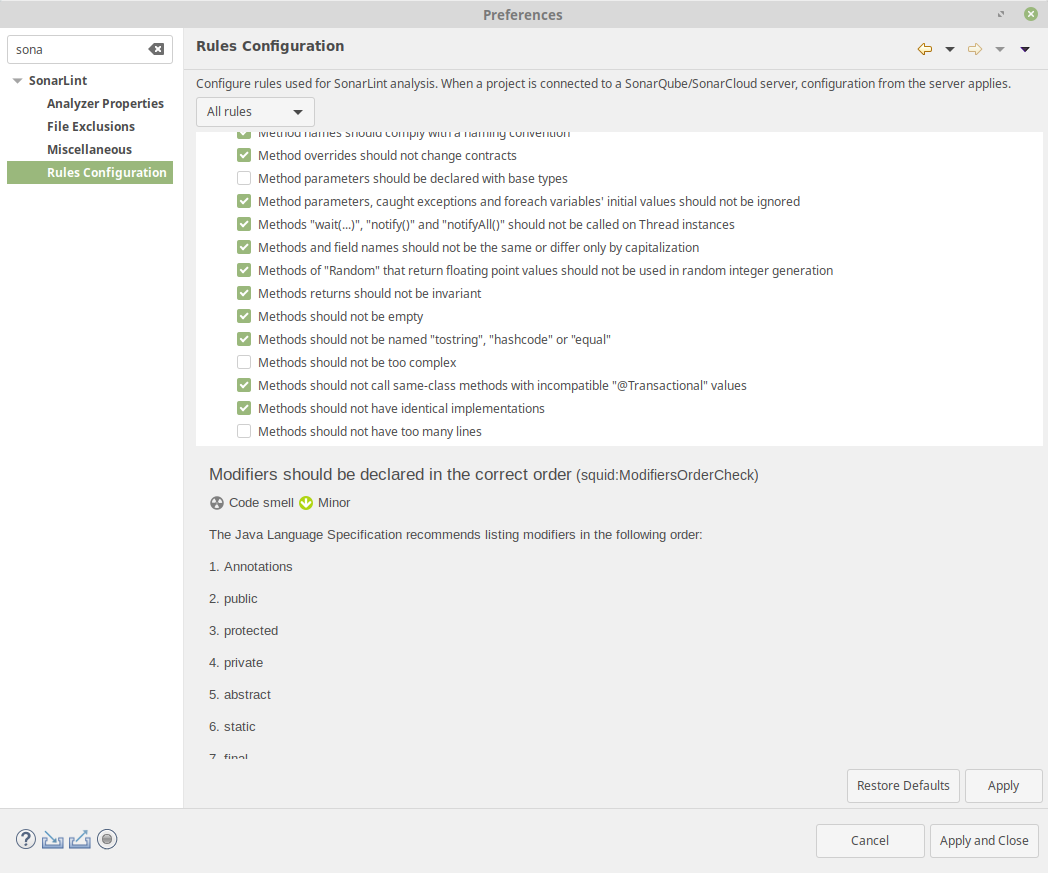 Preferences
sona
SonarLint
Analyzer Properties
File Exclusions
Miscellaneous
Rules Configuration
Rules Configuration
Configure rules used for SonarLint analysis. When a project is connected to a SonarQube/SonarCloud server, configuration from the server applies.
All rules
Method names should comply with a naming convention
Method overrides should not change contracts
Method parameters should be declared with base types
Method parameters, caught exceptions and foreach variables' initial values should not be ignored
Methods "wait(...)", "notify()" and "notifyAll()" should not be called on Thread instances
Methods and field names should not be the same or differ only by capitalization
Methods of "Random" that return floating point values should not be used in random integer generation
Methods returns should not be invariant
Methods should not be empty
Methods should not be named "tostring", "hashcode" or "equal"
Methods should not be too complex
Methods should not call same-class methods with incompatible "@Transactional" values
Methods should not have identical implementations
Methods should not have too many lines
Modifiers should be declared in the correct order (squid:ModifiersOrderCheck)
Code smell Minor
The Java Language Specification recommends listing modifiers in the following order:
1. Annotations
2. public
3. protected
4. private
5. abstract
6. static
7. final
Restore Defaults
Apply
?
Cancel
Apply and Close